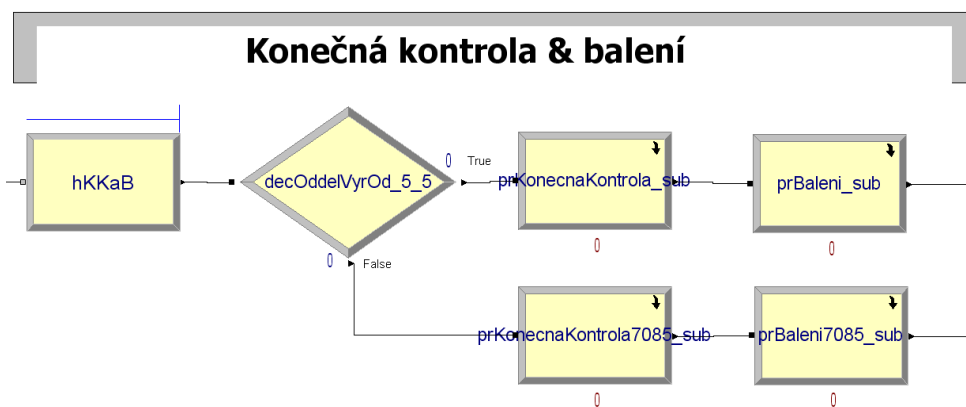 Konečná kontrola & balení
hKKaB
decOddelVyrOd_5_5
0
True
0
False
prKonecnaKontrola_sub
0
prBaleni_sub
0
prKonecnaKontrola7085_sub
0
prBaleni7085_sub
0